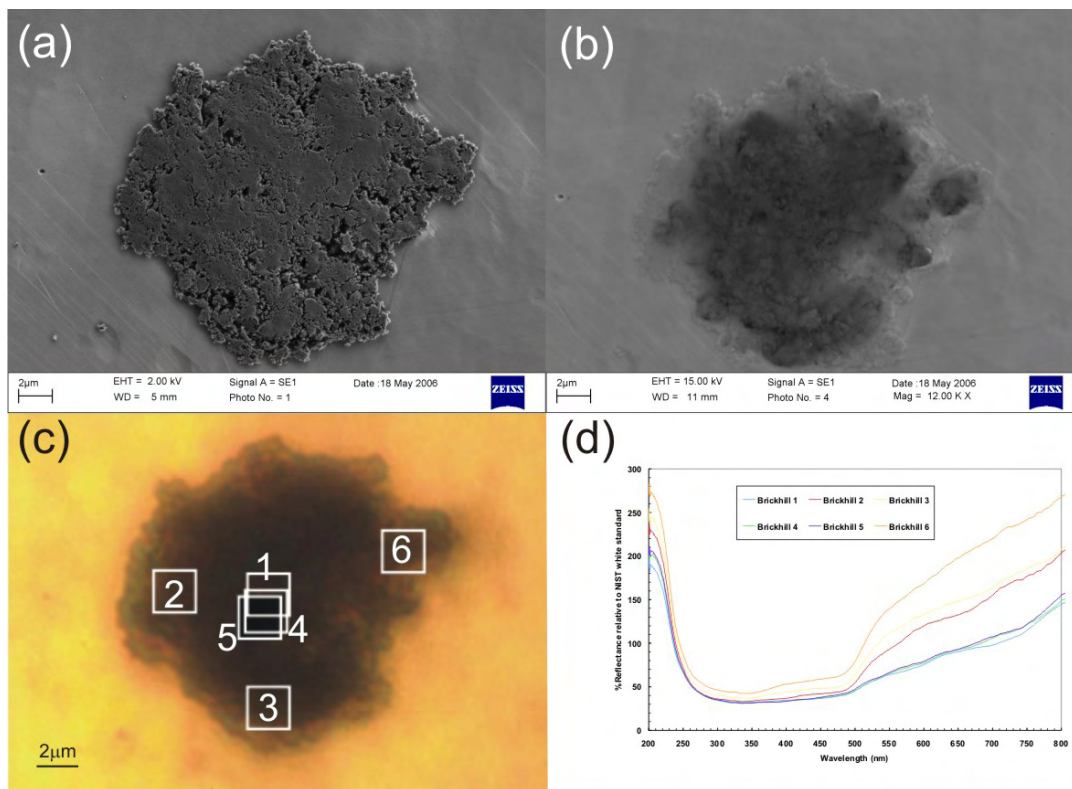 (a)
2µm
EHT = 2.00 kV
WD = 5 mm
Signal A = SE1
Photo No. = 1
Date :18 May 2006
ZEISS
(b)
2µm
EHT = 15.00 kV
WD = 11 mm
Signal A = SE1
Photo No. = 4
Date :18 May 2006
Mag = 12.00 K X
ZEISS
(c)
1
2
6
5
4
3
2µm
(d)
%Reflectance relative to NIST white standard
300
250
200
150
100
50
0
Brickhill 1
Brickhill 2
Brickhill 3
Brickhill 4
Brickhill 5
Brickhill 6
200 250 300 350 400 450 500 550 600 650 700 750 800
Wavelength (nm)